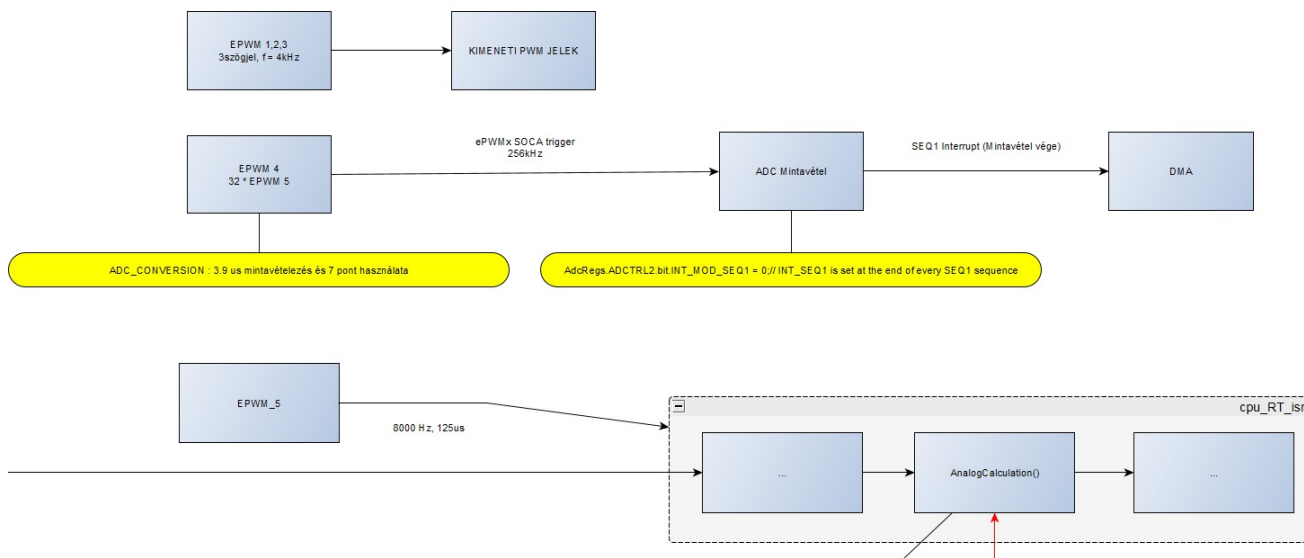 EPWM 1,2,3
3szögjel, f = 4kHz
KIMENETI PWM JELEK
EPWM 4
32 * EPWM 5
ePWMx SOCA trigger
256kHz
ADC Mintavétel
SEQ1 Interrupt (Mintavétel vége)
DMA
ADC_CONVERSION : 3.9 us mintavételezés és 7 pont használata
AdcRegs.ADCTRL2.bit.INT_MOD_SEQ1 = 0;// INT_SEQ1 is set at the end of every SEQ1 sequence
EPWM_5
8000 Hz, 125us
cpu_RT_isr
...
AnalogCalculation()
...